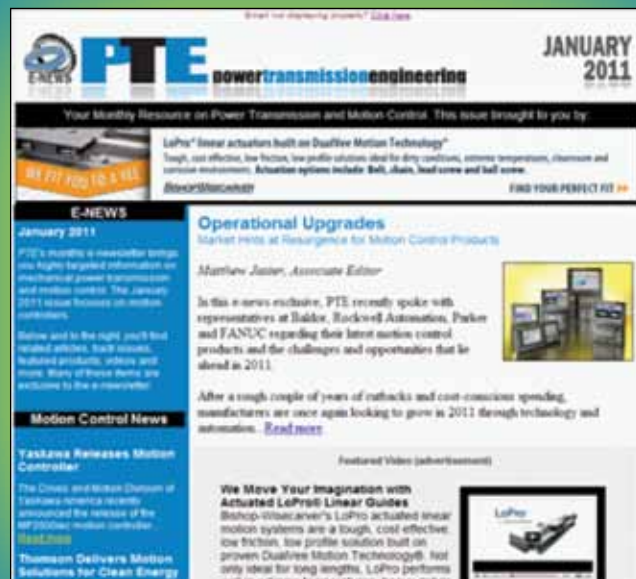 Email not displaying properly? Click here.
E-NEWS
PTE powertransmissionengineering
JANUARY
2011
Your Monthly Resource on Power Transmission and Motion Control. This issue brought to you by:
WE FIT YOU TO A VEE
LoPro® linear actuators built on DualVee Motion Technology®
Tough, cost effective, low friction, low profile solutions ideal for dirty conditions, extreme temperatures, cleanroom and
corrosive environments. Actuation options include: Belt, chain, lead screw and ball screw.
BISHOP-WISECARVER
FIND YOUR PERFECT FIT
E-NEWS
January 2011
PTE's monthly e-newsletter brings
you highly targeted information on
mechanical power transmission
and motion control. The January
2011 issue focuses on motion
controllers.
Below and to the right, you'll find
related articles, back issues,
featured products, videos and
more. Many of these items are
exclusive to the e-newsletter!
Motion Control News
Yaskawa Releases Motion
Controller
The Drives and Motion Division of
Yaskawa America recently
announced the release of the
motion controller...
Read more
Thomson Delivers Motion
Solutions for Clean Energy
Operational Upgrades
Market Hints at Resurgence for Motion Control Products
Matthew Jaster, Associate Editor
In this e-news exclusive, PTE recently spoke with
representatives at Baldor, Rockwell Automation, Parker
and FANUC regarding their latest motion control
products and the challenges and opportunities that lie
ahead in 2011.
After a rough couple of years of cutbacks and cost-conscious spending,
manufacturers are once again looking to grow in 2011 through technology and
automation...Read more
Featured Video (advertisement)
We Move Your Imagination with
Actuated LoPro® Linear Guides
Bishop-Wisecarver's LoPro actuated linear
motion systems are a tough, cost effective,
low friction, low profile solution built on
proven DualVee Motion Technology®. Not
only ideal for long lengths, LoPro performs
LoPro